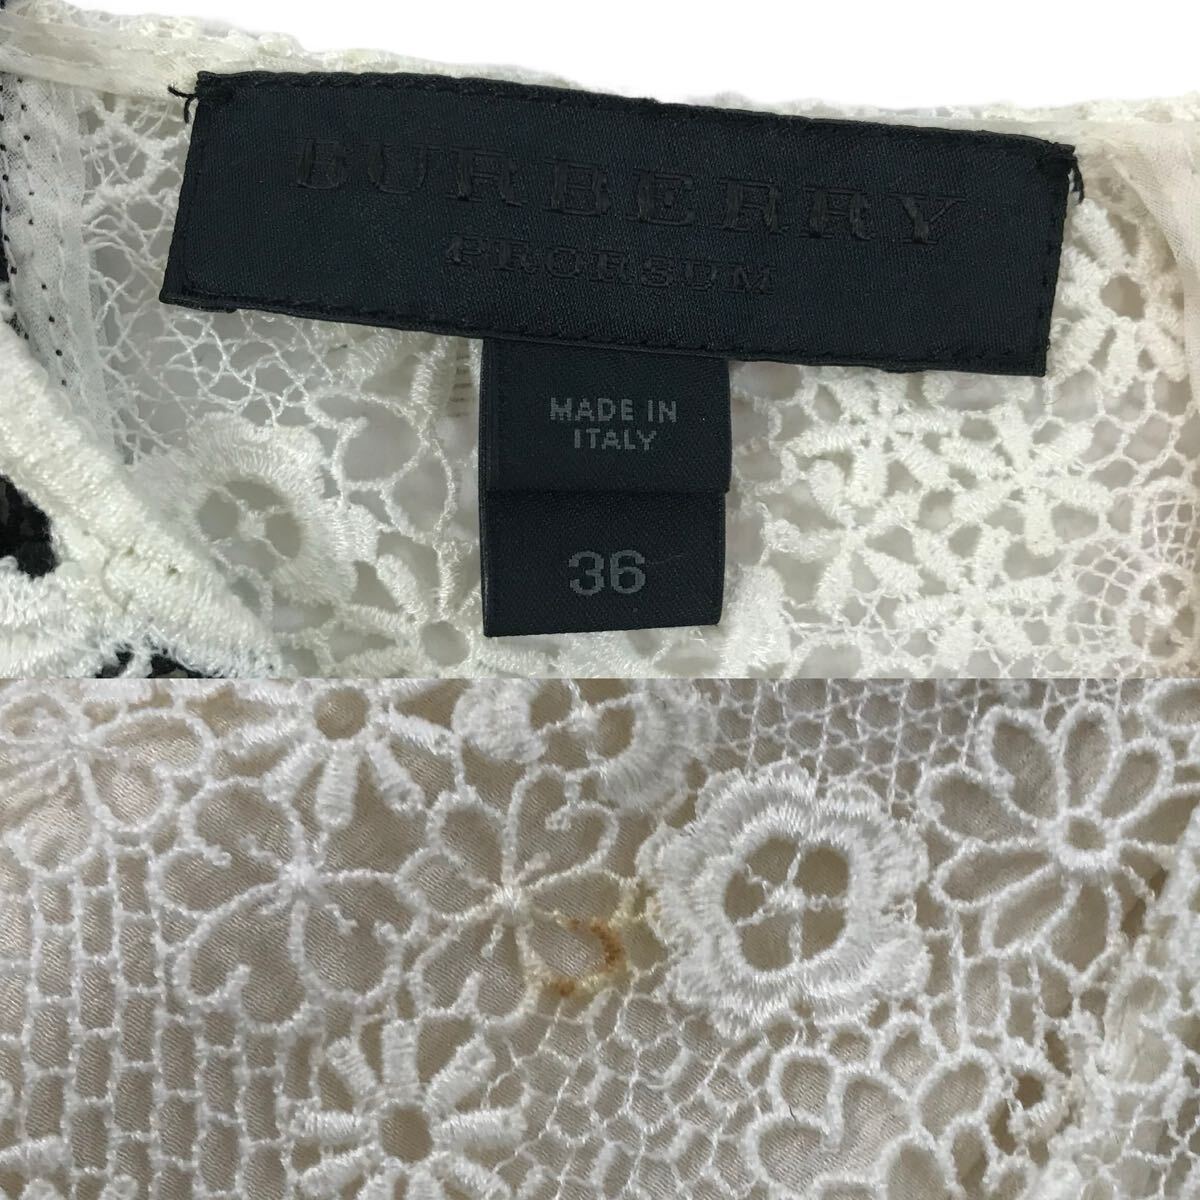 BURBERRY
PRORSUM
MADE IN
ITALY
36